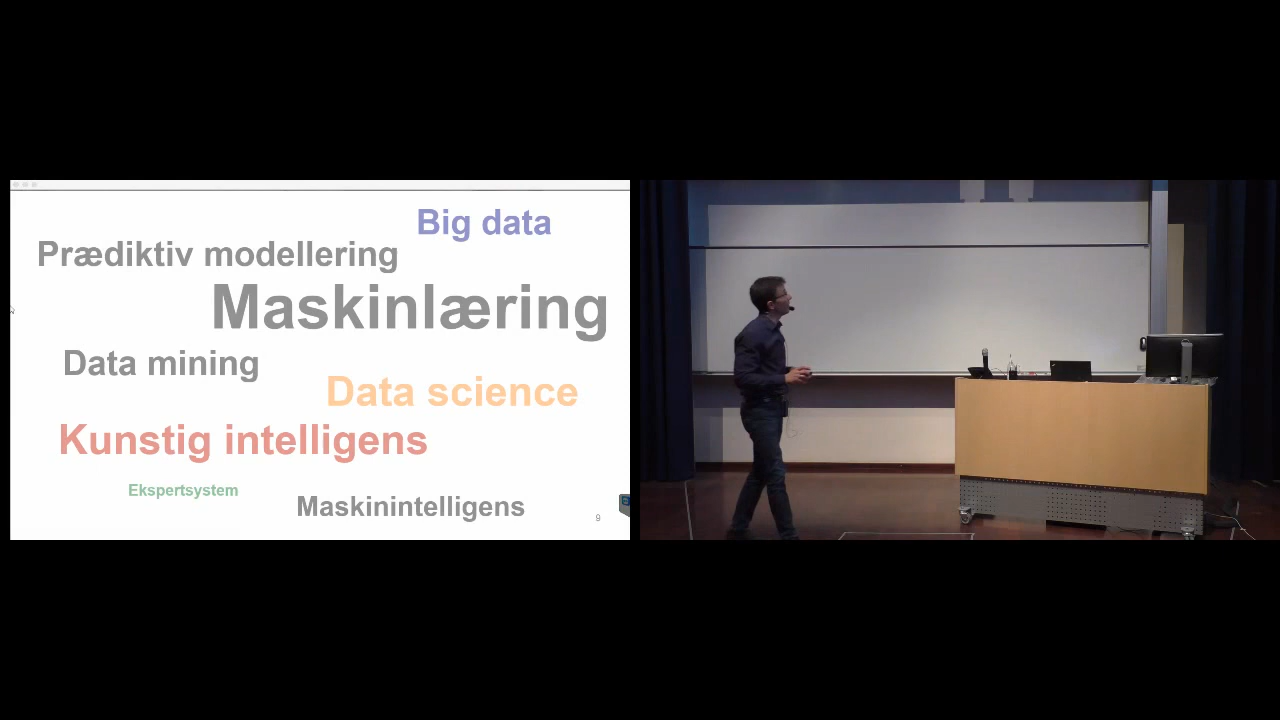 Big data
Prædiktiv modellering
Maskinlæring
Data mining
Data science
Kunstig intelligens
Ekspertsystem
Maskinintelligens
9